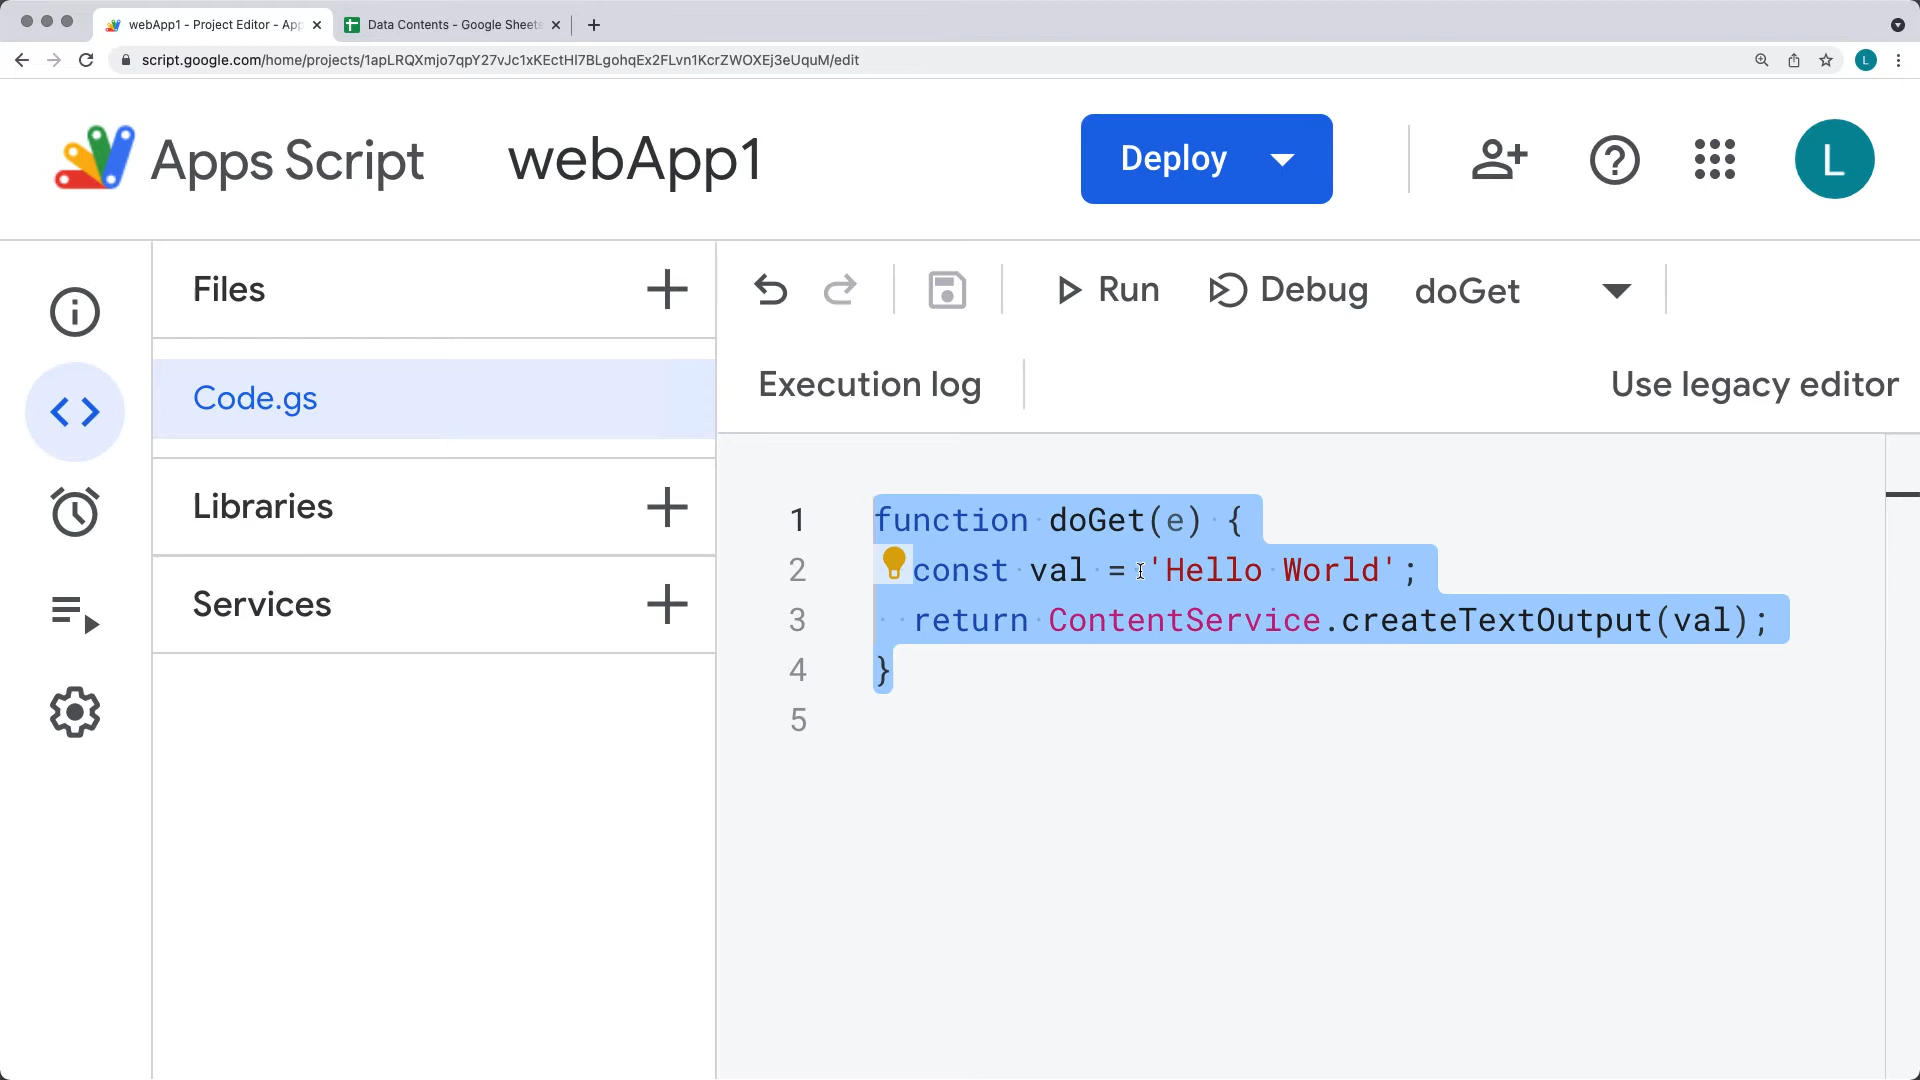 webApp1 - Project Editor - App
Data Contents - Google Sheets
script.google.com/home/projects/1apLRQXmjo7qpY27vJc1xKEctHl7BLgohqEx2FLvn1KcrZWOXEj3eUquM/edit
L
Apps Script
webApp1
Deploy
L
Files
Run
Debug
doGet
Code.gs
Execution log
Use legacy editor
Libraries
Services
1 function doGet(e) {
2 const val = 'Hello World';
3 return ContentService.createTextOutput(val);
4 }
5